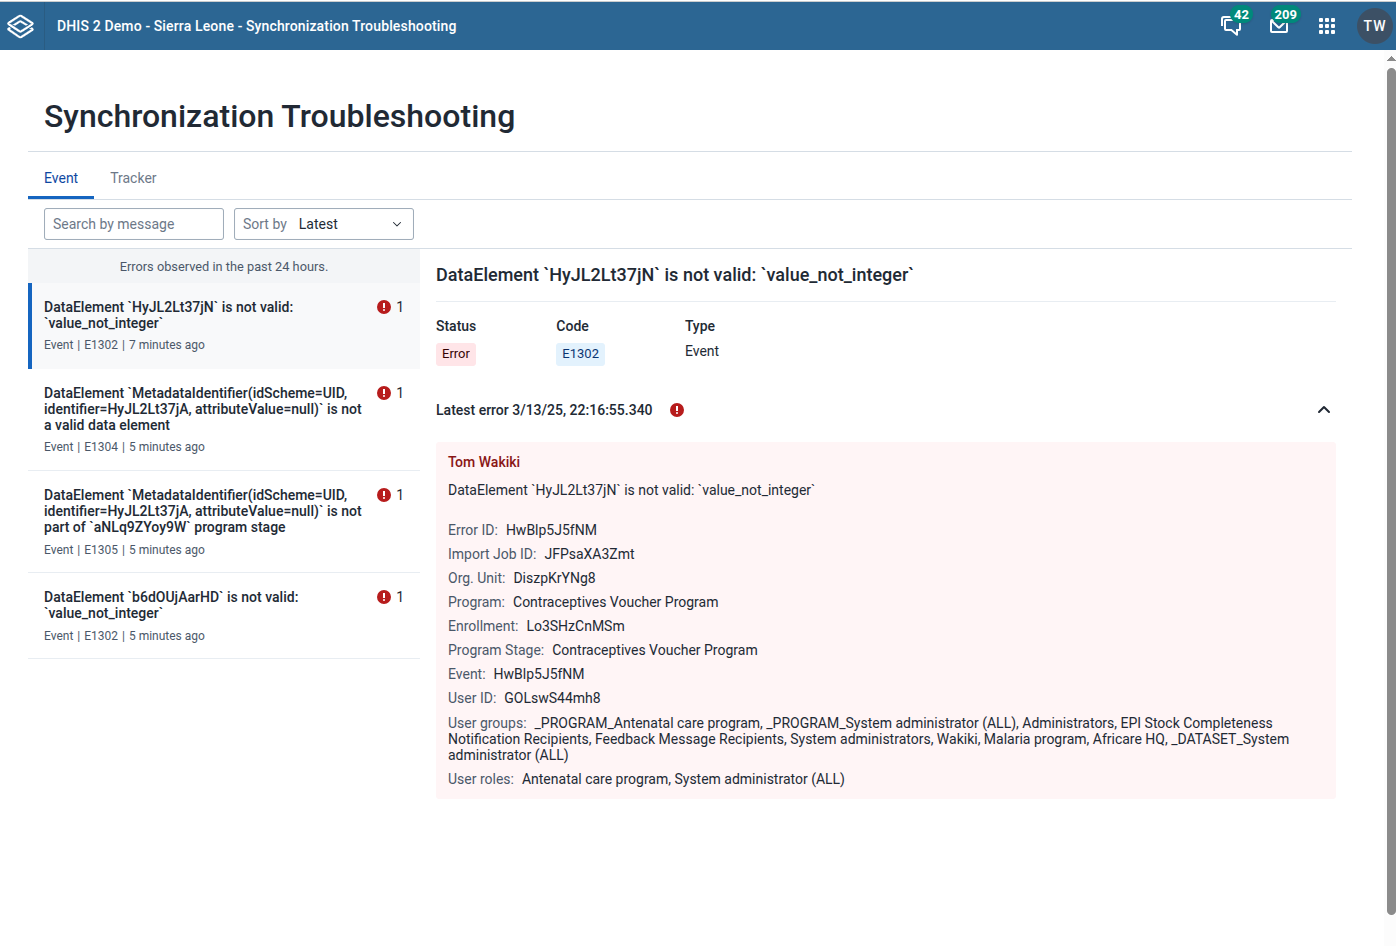 DHIS 2 Demo - Sierra Leone - Synchronization Troubleshooting
42
209
TW
Synchronization Troubleshooting
Event
Tracker
Search by message
Sort by Latest
Errors observed in the past 24 hours.
DataElement `HyJL2Lt37jN` is not valid:
`value_not_integer`
1
Event | E1302 | 7 minutes ago
DataElement `MetadataIdentifier(idScheme=UID,
identifier=HyJL2Lt37jA, attributeValue=null)` is not
a valid data element
1
Event | E1304 | 5 minutes ago
DataElement `MetadataIdentifier(idScheme=UID,
identifier=HyJL2Lt37jA, attributeValue=null)` is not
part of `aNLq9ZYoy9W` program stage
1
Event | E1305 | 5 minutes ago
DataElement `b6dOUjAarHD` is not valid:
`value_not_integer`
1
Event | E1302 | 5 minutes ago
DataElement `HyJL2Lt37jN` is not valid: `value_not_integer`
Status
Code
Type
Error
E1302
Event
Latest error 3/13/25, 22:16:55.340
Tom Wakiki
DataElement `HyJL2Lt37jN` is not valid: `value_not_integer`
Error ID: HwBlp5J5fNM
Import Job ID: JFPsaXA3Zmt
Org. Unit: DiszpKrYNg8
Program: Contraceptives Voucher Program
Enrollment: Lo3SHzCnMSm
Program Stage: Contraceptives Voucher Program
Event: HwBlp5J5fNM
User ID: GOLswS44mh8
User groups: _PROGRAM_Antenatal care program, _PROGRAM_System administrator (ALL), Administrators, EPI Stock Completeness
Notification Recipients, Feedback Message Recipients, System administrators, Wakiki, Malaria program, Africare HQ, _DATASET_System
administrator (ALL)
User roles: Antenatal care program, System administrator (ALL)